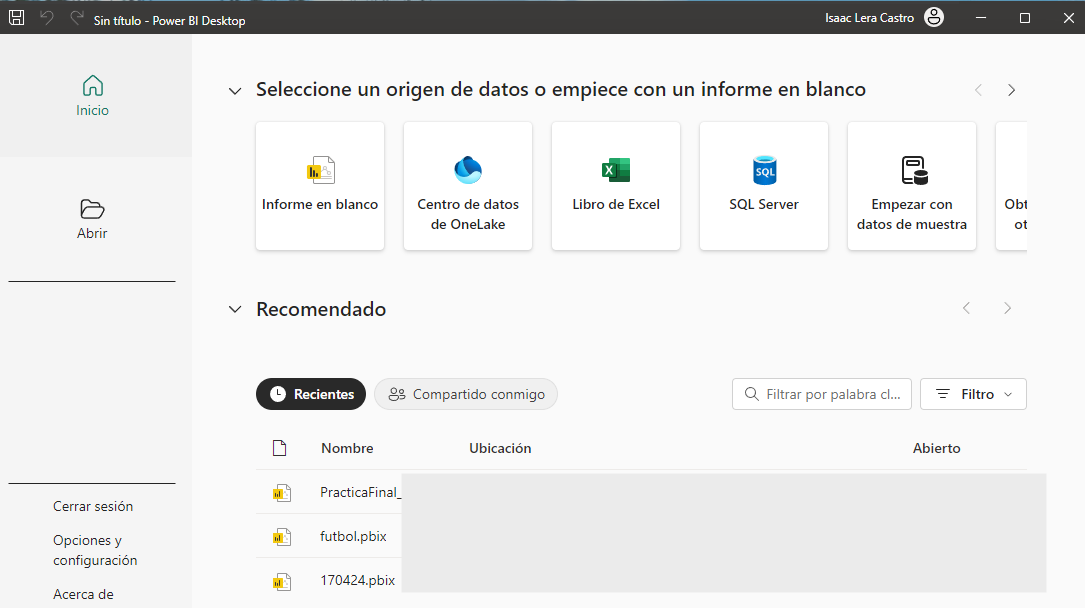 Sin título - Power BI Desktop
Isaac Lera Castro
Inicio
Abrir
Cerrar sesión
Opciones y
configuración
Acerca de
Seleccione un origen de datos o empiece con un informe en blanco
Informe en blanco
Centro de datos
de OneLake
Libro de Excel
SQL
SQL Server
Empezar con
datos de muestra
Obt
ot
Recomendado
Recientes
Compartido conmigo
Filtrar por palabra cl...
Filtro
Nombre
Ubicación
Abierto
PracticaFinal_
futbol.pbix
170424.pbix